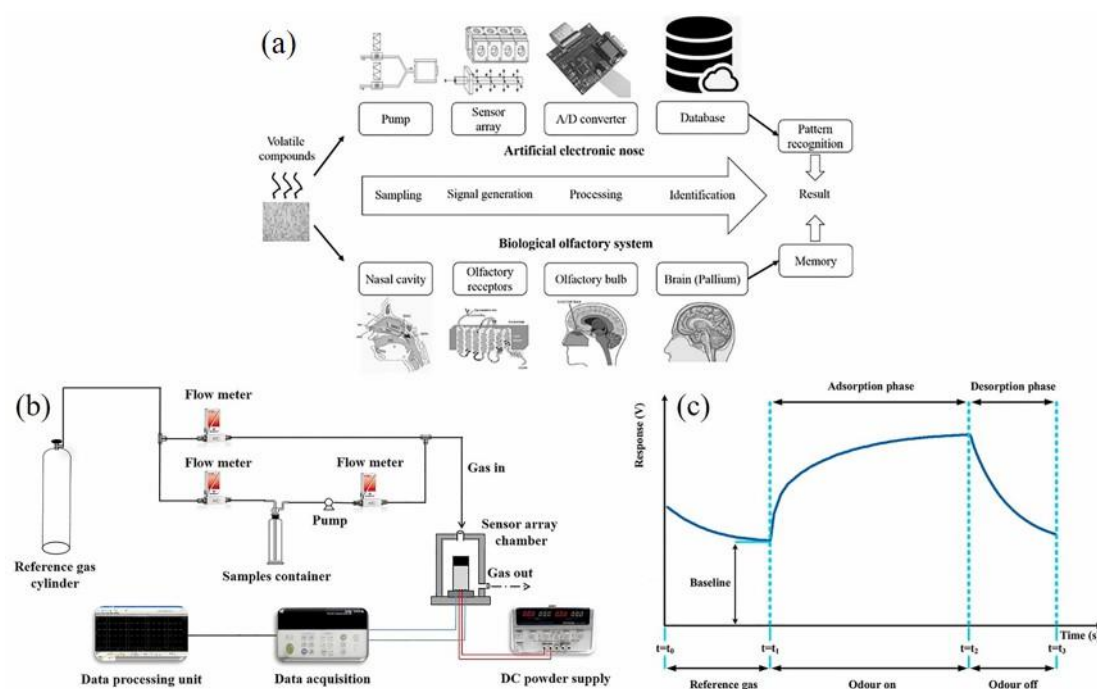 (a)
Pump
Sensor
array
A/D converter
Database
Pattern
recognition
Volatile
compounds
Artificial electronic nose
Sampling
Signal generation
Processing
Identification
Result
Biological olfactory system
Nasal cavity
Olfactory
receptors
Olfactory bulb
Brain (Pallium)
Memory
(b)
Flow meter
Flow meter
Flow meter
Gas in
Pump
Sensor array
chamber
Gas out
Reference gas
cylinder
Samples container
Data processing unit
Data acquisition
DC powder supply
(c)
Adsorption phase
Desorption phase
Response (V)
Baseline
Time (s)
t=t₀
t=t₁
t=t₂
t=t₃
Reference gas
Odour on
Odour off